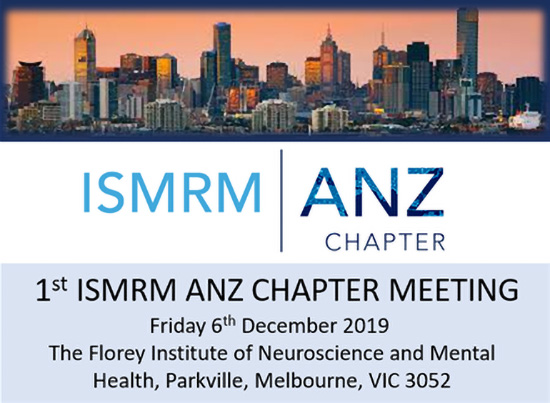 ISMRM
ANZ
CHAPTER
1st ISMRM ANZ CHAPTER MEETING
Friday 6th December 2019
The Florey Institute of Neuroscience and Mental
Health, Parkville, Melbourne, VIC 3052